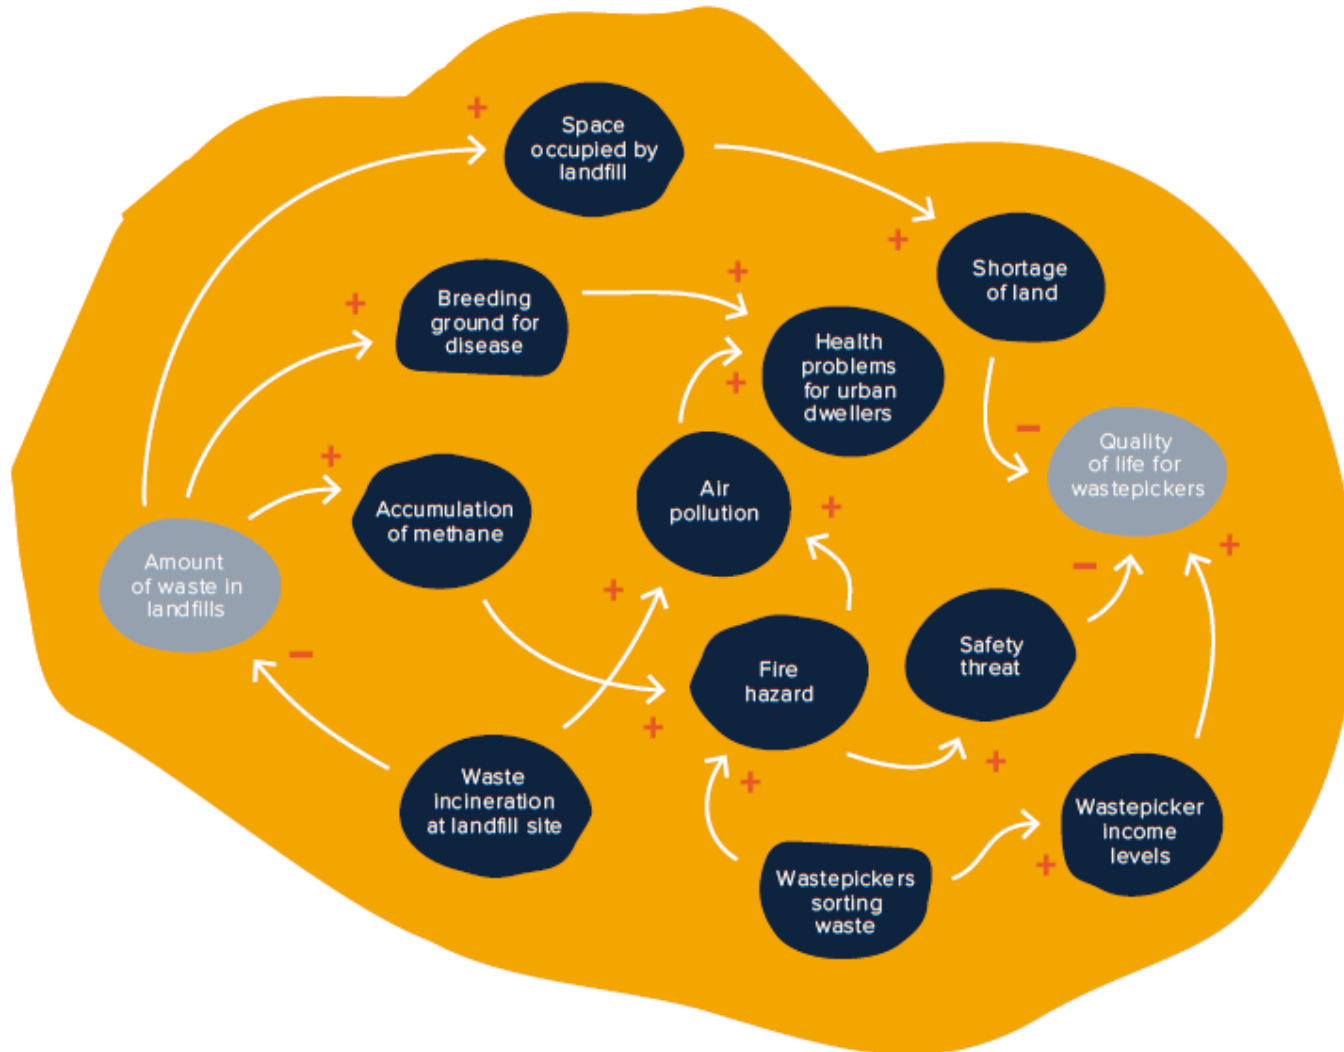 +
Space
occupied by
landfill
+
Shortage
of land
+
Breeding
ground for
disease
+
Health
problems
for urban
dwellers
+
−
Quality
of life for
wastepickers
+
Accumulation
of methane
Air
pollution
+
+
−
Amount
of waste in
landfills
+
−
Fire
hazard
Safety
threat
+
+
+
Waste
incineration
at landfill site
+
Wastepicker
income
levels
Wastepickers
sorting
waste